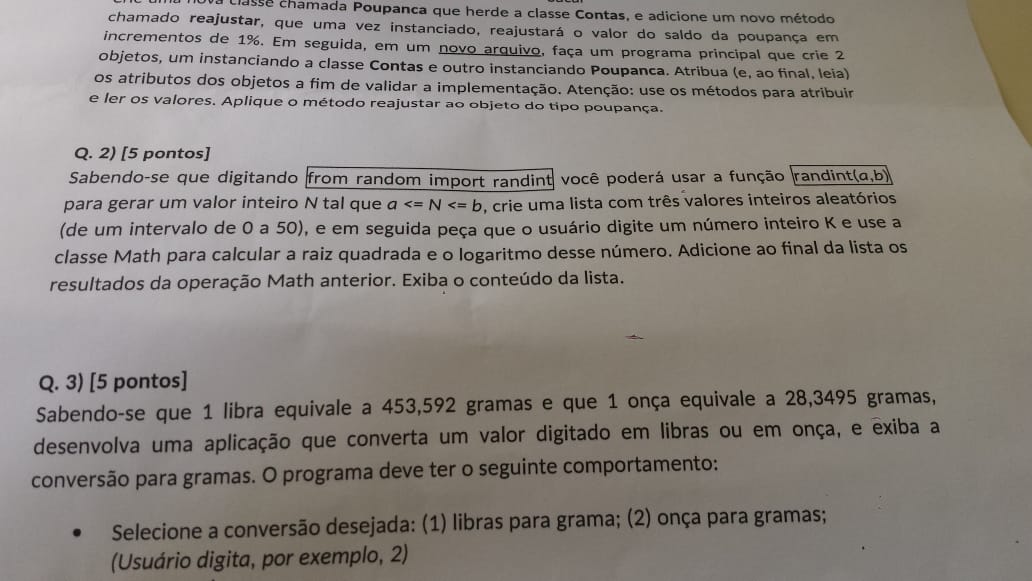 classe chamada Poupanca que herde a classe Contas, e adicione um novo método
chamado reajustar, que uma vez instanciado, reajustará o valor do saldo da poupança em
incrementos de 1%. Em seguida, em um novo arquivo, faça um programa principal que crie 2
objetos, um instanciando a classe Contas e outro instanciando Poupanca. Atribua (e, ao final, leia)
os atributos dos objetos a fim de validar a implementação. Atenção: use os métodos para atribuir
e ler os valores. Aplique o método reajustar ao objeto do tipo poupança.
Q. 2) [5 pontos]
Sabendo-se que digitando from random import randint você poderá usar a função randint(a,b)
para gerar um valor inteiro N tal que a <= N <= b, crie uma lista com três valores inteiros aleatórios
(de um intervalo de 0 a 50), e em seguida peça que o usuário digite um número inteiro K e use a
classe Math para calcular a raiz quadrada e o logaritmo desse número. Adicione ao final da lista os
resultados da operação Math anterior. Exiba o conteúdo da lista.
Q. 3) [5 pontos]
Sabendo-se que 1 libra equivale a 453,592 gramas e que 1 onça equivale a 28,3495 gramas,
desenvolva uma aplicação que converta um valor digitado em libras ou em onça, e exiba a
conversão para gramas. O programa deve ter o seguinte comportamento:
• Selecione a conversão desejada: (1) libras para grama; (2) onça para gramas;
(Usuário digita, por exemplo, 2)